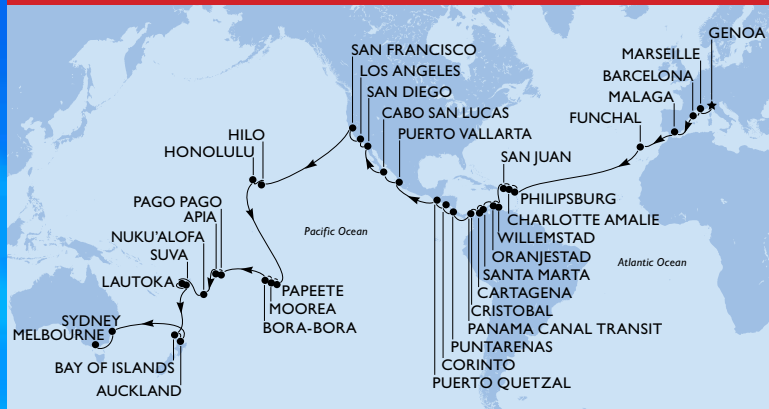 GENOA
SAN FRANCISCO
MARSEILLE
LOS ANGELES
BARCELONA
SAN DIEGO
MALAGA
CABO SAN LUCAS
FUNCHAL
HILO
PUERTO VALLARTA
HONOLULU
SAN JUAN
PAGO PAGO
PHILIPSBURG
APIA
CHARLOTTE AMALIE
NUKU'ALOFA
Pacific Ocean
WILLEMSTAD
SUVA
ORANJESTAD
Atlantic Ocean
LAUTOKA
SANTA MARTA
PAPEETE
CARTAGENA
MOOREA
CRISTOBAL
SYDNEY
BORA-BORA
PANAMA CANAL TRANSIT
MELBOURNE
PUNTARENAS
BAY OF ISLANDS
CORINTO
PUERTO QUETZAL
AUCKLAND